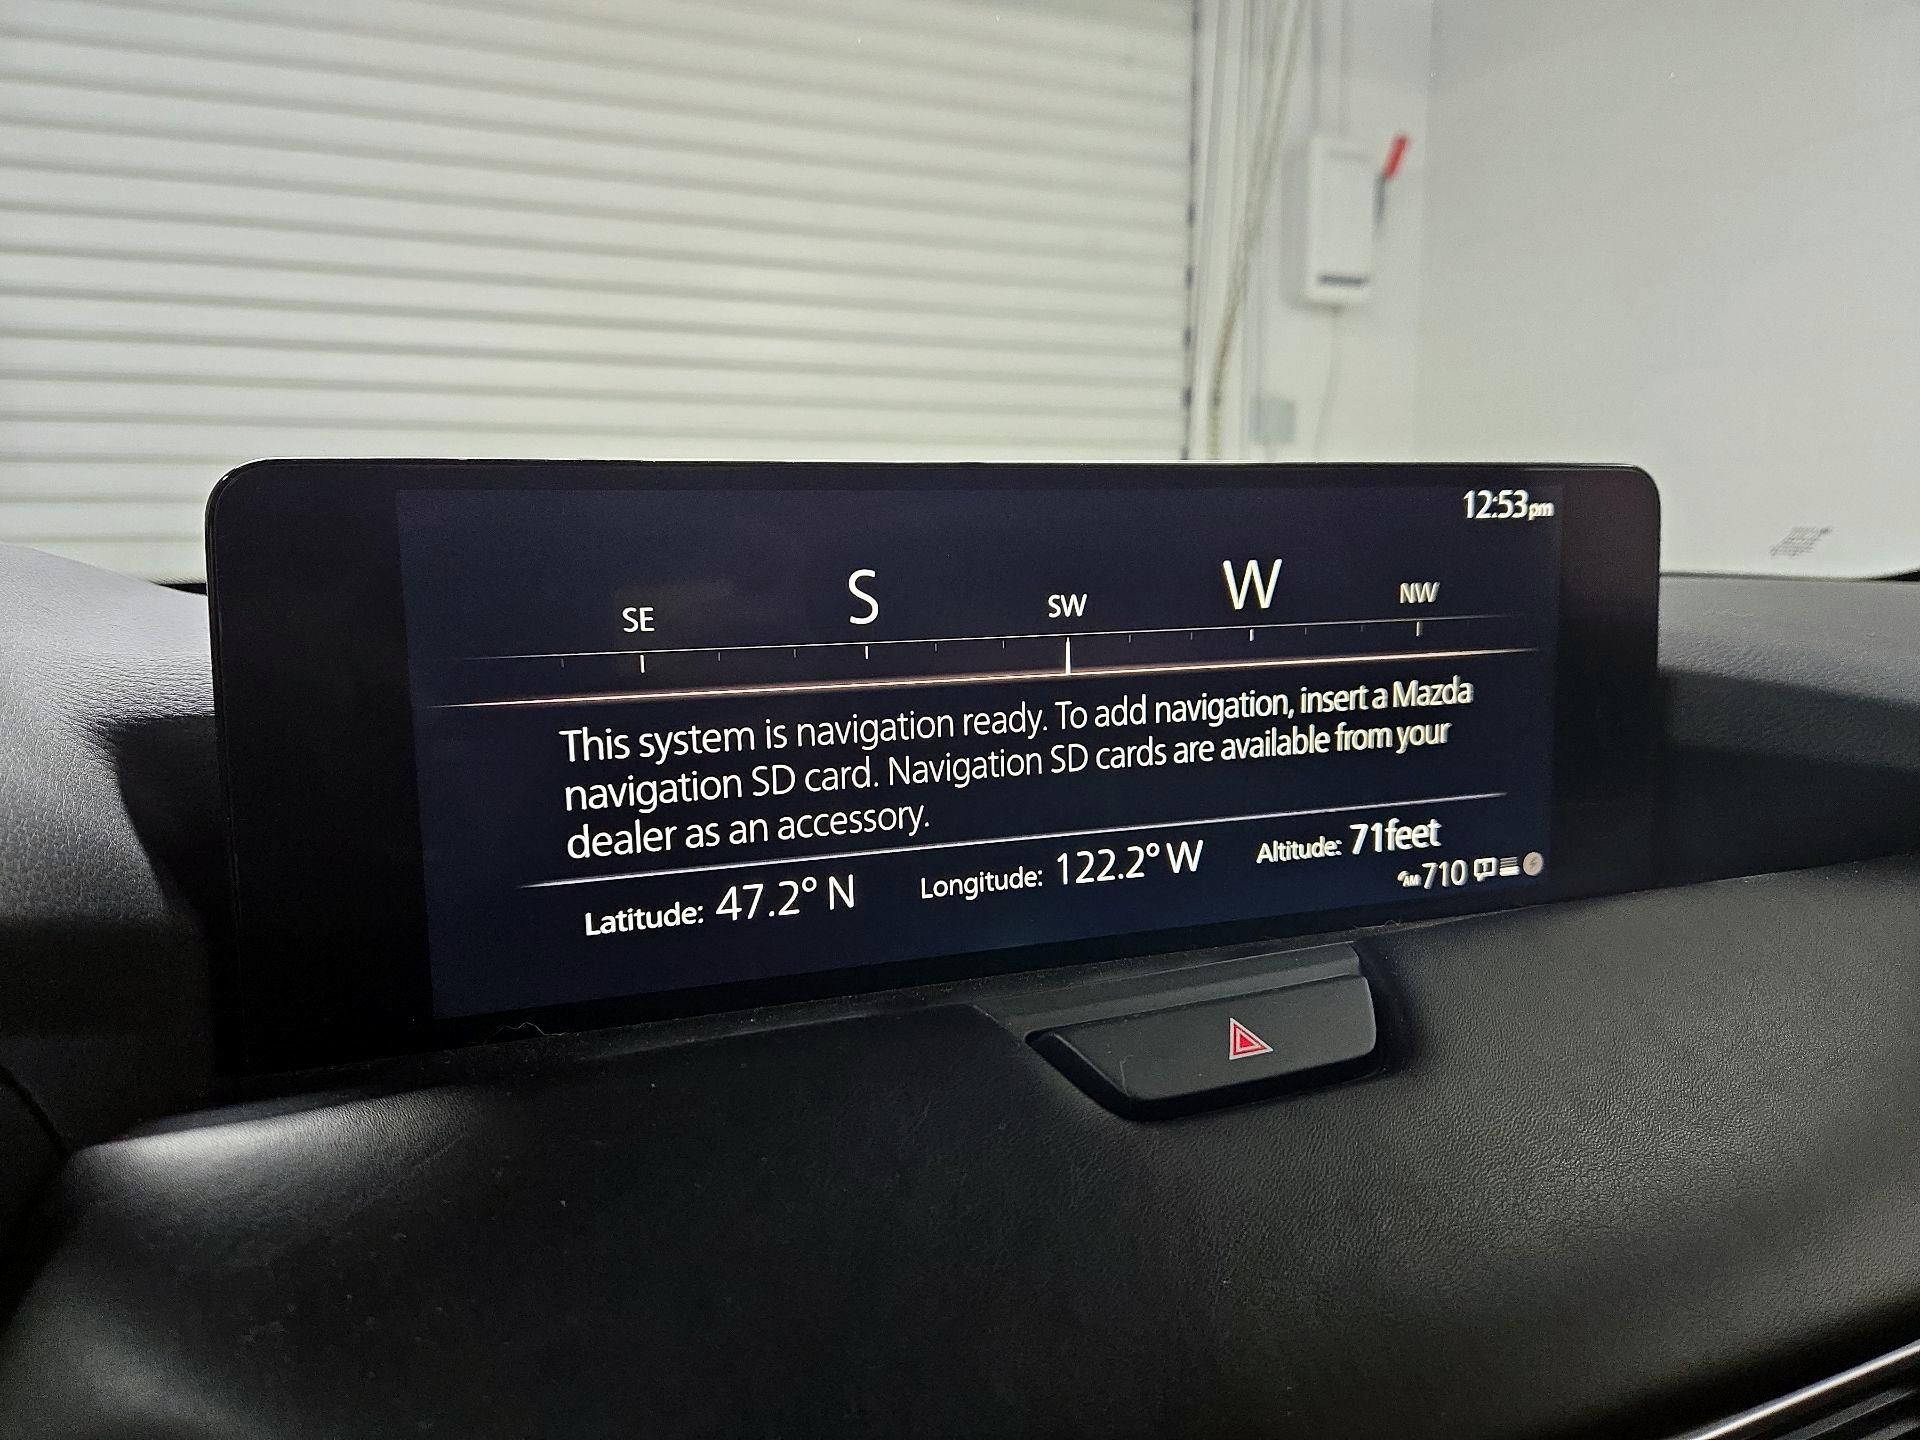 12:53pm
SE S SW W NW
This system is navigation ready. To add navigation, insert a Mazda
navigation SD card. Navigation SD cards are available from your
dealer as an accessory.
Latitude: 47.2° N Longitude: 122.2° W Altitude: 71feet
AM 710